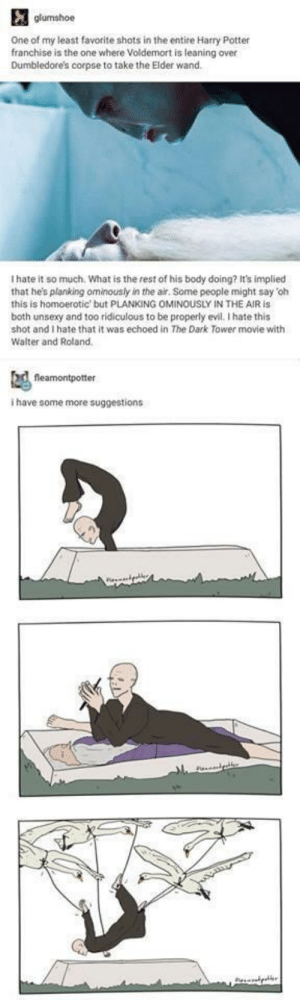 glumshoe
One of my least favorite shots in the entire Harry Potter
franchise is the one where Voldemort is leaning over
Dumbledore's corpse to take the Elder wand.
I hate it so much. What is the rest of his body doing? It's implied
that he's planking ominously in the air. Some people might say 'oh
this is homoerotic' but PLANKING OMINOUSLY IN THE AIR is
both unsexy and too ridiculous to be properly evil. I hate this
shot and I hate that it was echoed in The Dark Tower movie with
Walter and Roland.
fleamontpotter
i have some more suggestions
fleamontpotter
fleamontpotter
fleamontpotter